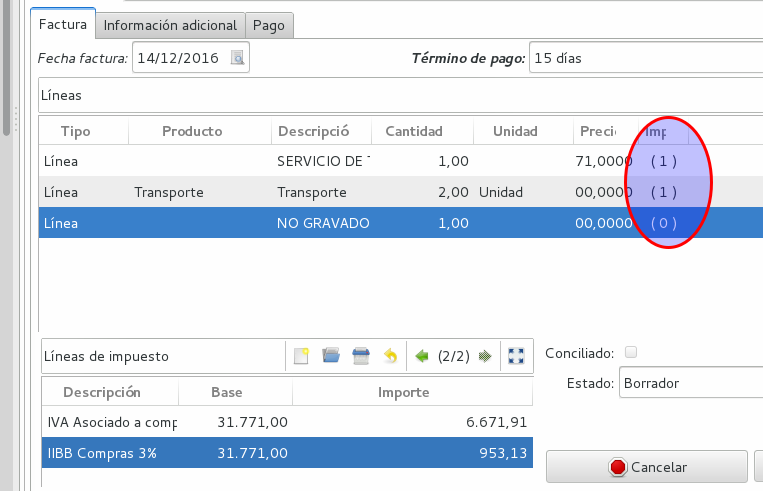 Factura Información adicional Pago
Fecha factura: 14/12/2016 Término de pago: 15 días
Líneas
Tipo Producto Descripció Cantidad Unidad Preci Imp
Línea SERVICIO DE 1,00 71,0000 ( 1 )
Línea Transporte Transporte 2,00 Unidad 00,0000 ( 1 )
Línea NO GRAVADO 1,00 00,0000 ( 0 )
Líneas de impuesto (2/2) Conciliado:
Estado: Borrador
Descripción Base Importe
IVA Asociado a comp 31.771,00 6.671,91
IIBB Compras 3% 31.771,00 953,13
Cancelar